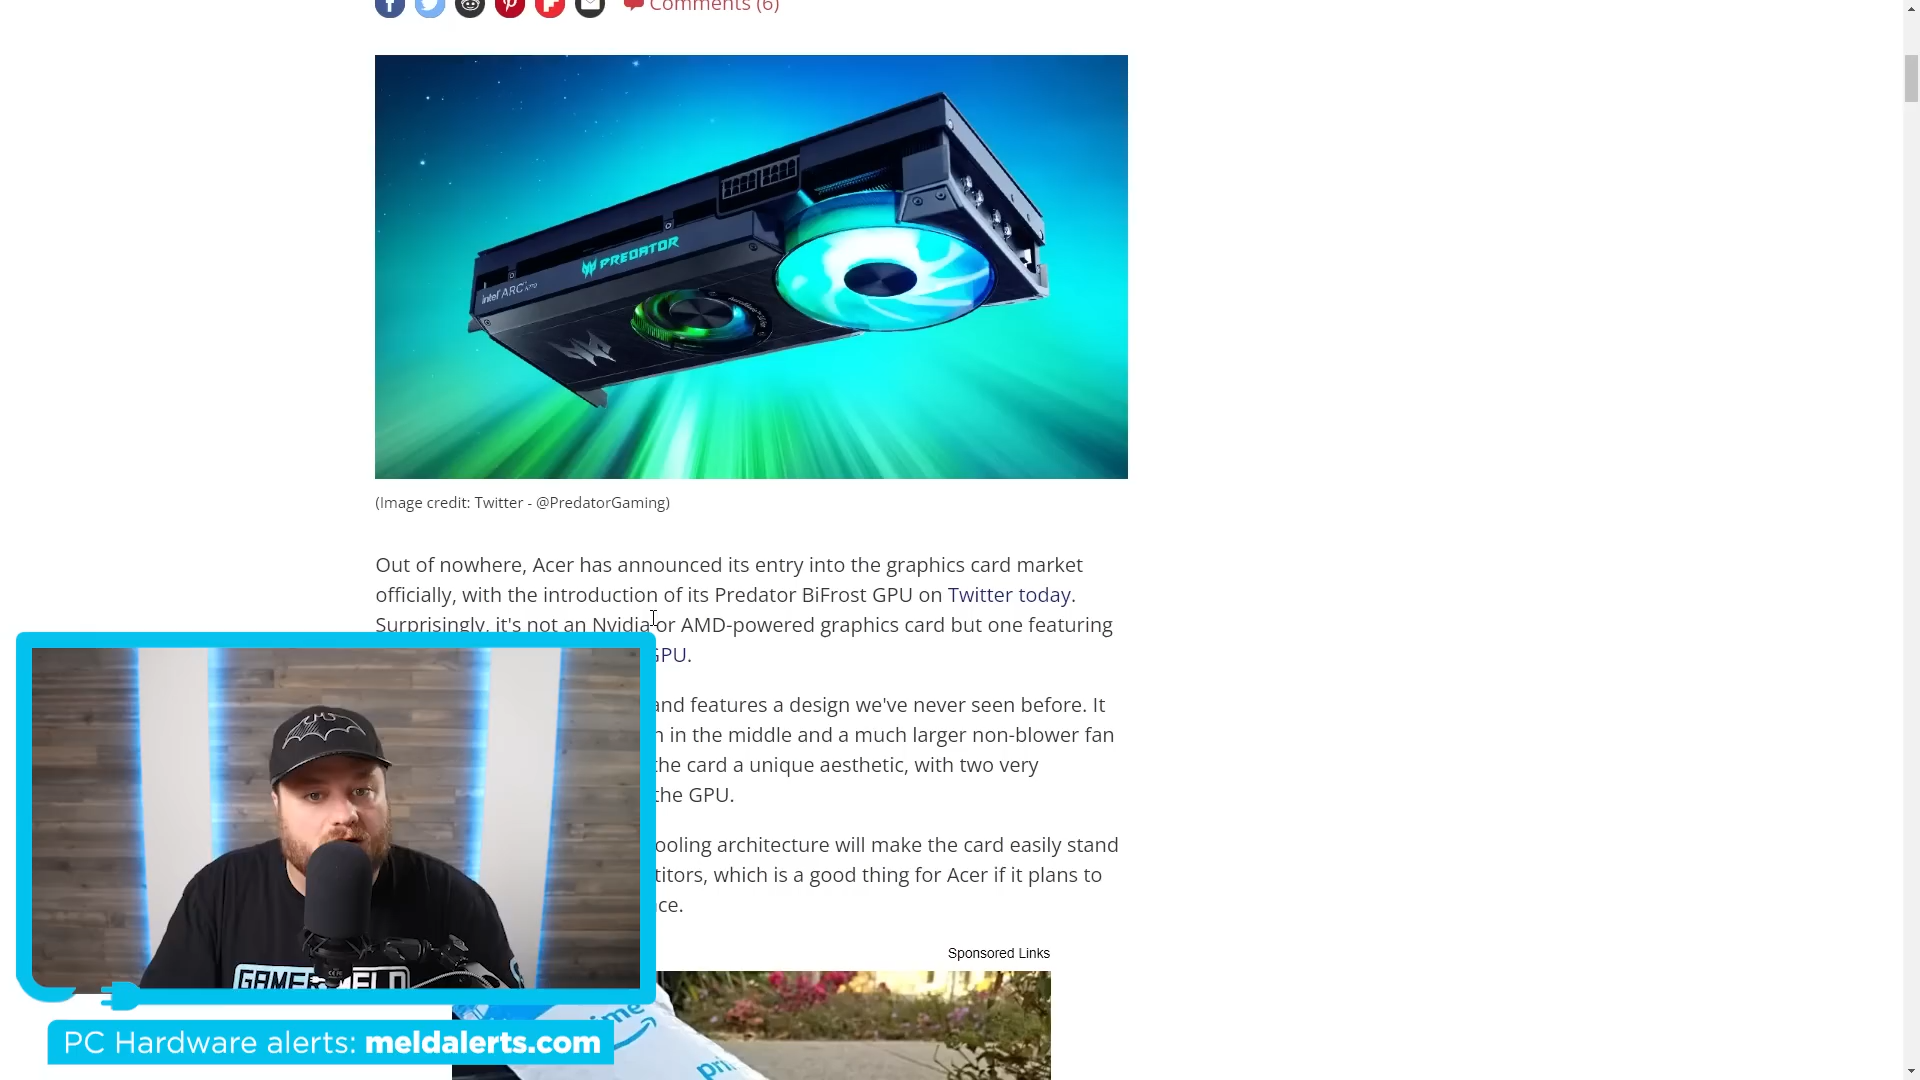 Comments (6)
PREDATOR
intel ARC
(Image credit: Twitter - @PredatorGaming)
Out of nowhere, Acer has announced its entry into the graphics card market
officially, with the introduction of its Predator BiFrost GPU on Twitter today.
Surprisingly, it's not an Nvidia or AMD-powered graphics card but one featuring
GPU.
and features a design we've never seen before. It
in the middle and a much larger non-blower fan
the card a unique aesthetic, with two very
the GPU.
ooling architecture will make the card easily stand
titors, which is a good thing for Acer if it plans to
ce.
Sponsored Links
prime
pri
PC Hardware alerts: meldalerts.com